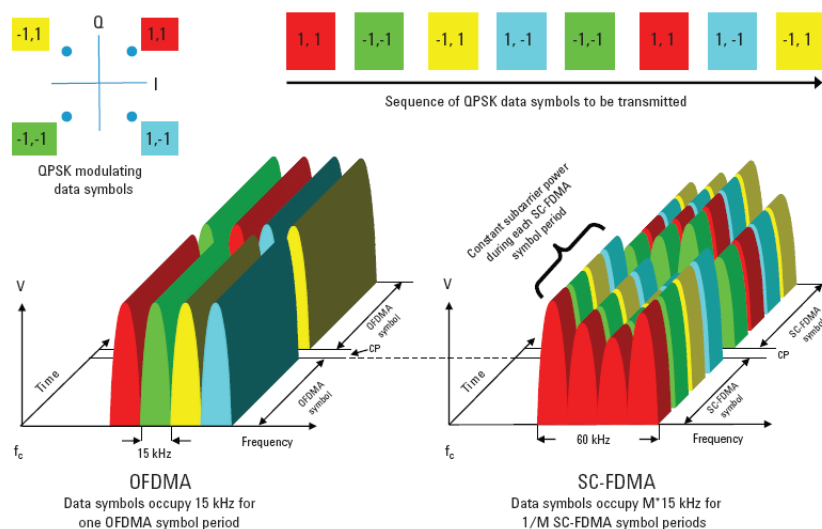 Q
I
-1,1
1,1
-1,-1
1,-1
QPSK modulating
data symbols
1, 1
-1,-1
-1, 1
1, -1
-1,-1
1, 1
1, -1
-1, 1
Sequence of QPSK data symbols to be transmitted
V
Time
fc
15 kHz
Frequency
OFDMA
symbol
CP
OFDMA
symbol
OFDMA
Data symbols occupy 15 kHz for
one OFDMA symbol period
Constant subcarrier power
during each SC-FDMA
symbol period
V
Time
fc
60 kHz
Frequency
SC-FDMA
symbol
CP
SC-FDMA
symbol
SC-FDMA
Data symbols occupy M*15 kHz for
1/M SC-FDMA symbol periods